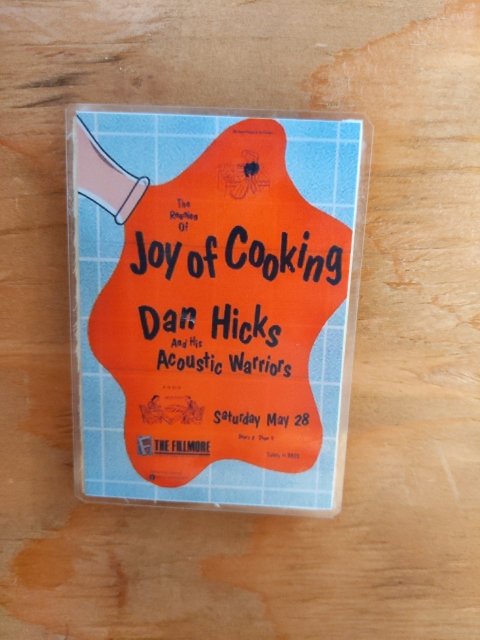 The
Reunion
Of
Joy of Cooking
Dan Hicks
And His
Acoustic Warriors
Saturday May 28
F THE FILLMORE